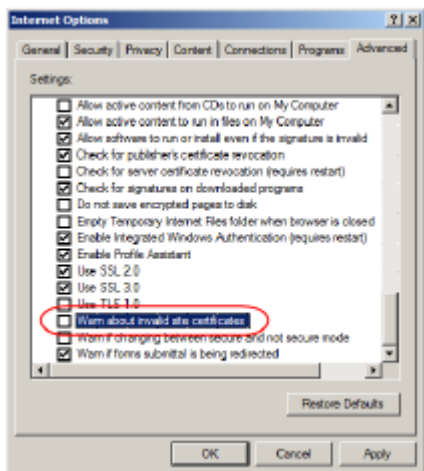 Internet Options
General Security Privacy Content Connections Programs Advanced
Settings:
Allow active content from CDs to run on My Computer
Allow active content to run in files on My Computer
Allow software to run or install even if the signature is invalid
Check for publisher's certificate revocation
Check for server certificate revocation (requires restart)
Check for signatures on downloaded programs
Do not save encrypted pages to disk
Empty Temporary Internet Files folder when browser is closed
Enable Integrated Windows Authentication (requires restart)
Enable Profile Assistant
Use SSL 2.0
Use SSL 3.0
Use TLS 1.0
Warn about invalid site certificates
Warn if changing between secure and not secure mode
Warn if forms submittal is being redirected
Restore Defaults
OK Cancel Apply